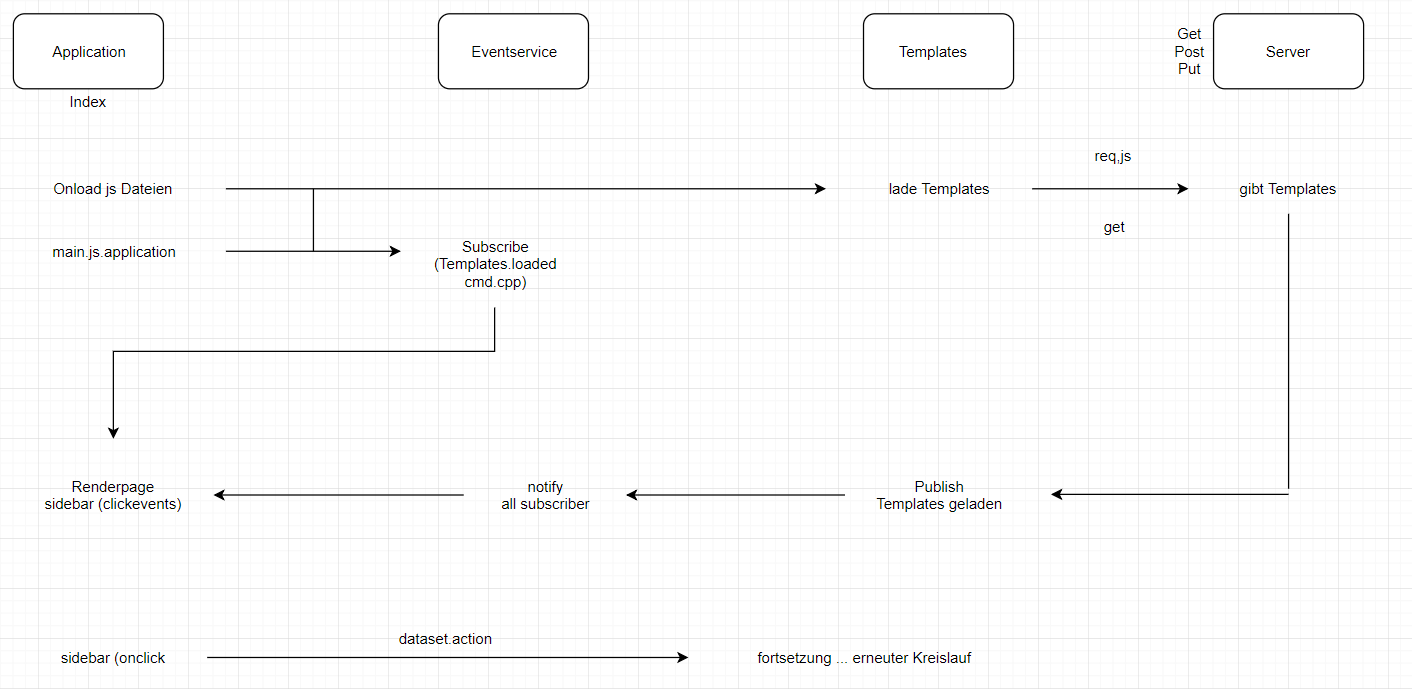 Application
Eventservice
Templates
Get
Post
Put
Server
Index
req,js
Onload js Dateien
lade Templates
gibt Templates
get
main.js.application
Subscribe
(Templates.loaded
cmd.cpp)
Renderpage
sidebar (clickevents)
notify
all subscriber
Publish
Templates geladen
dataset.action
sidebar (onclick
fortsetzung ... erneuter Kreislauf